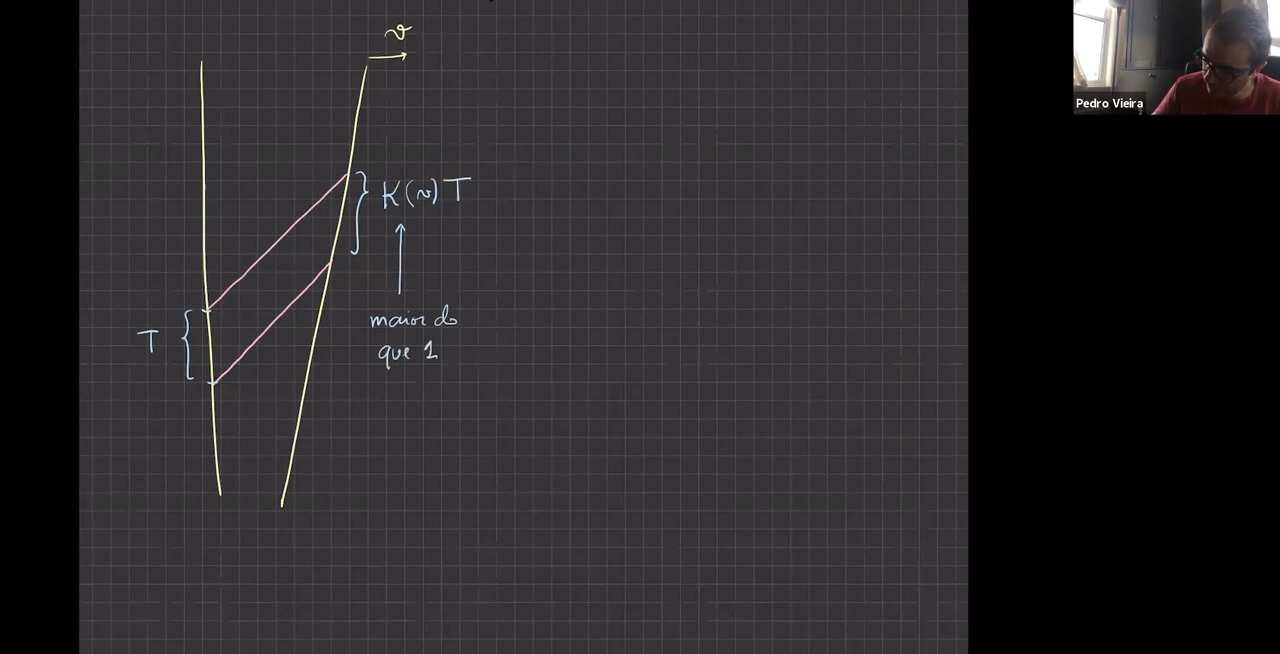 v
K(v) T
T
maior do
que 1
Pedro Vieira